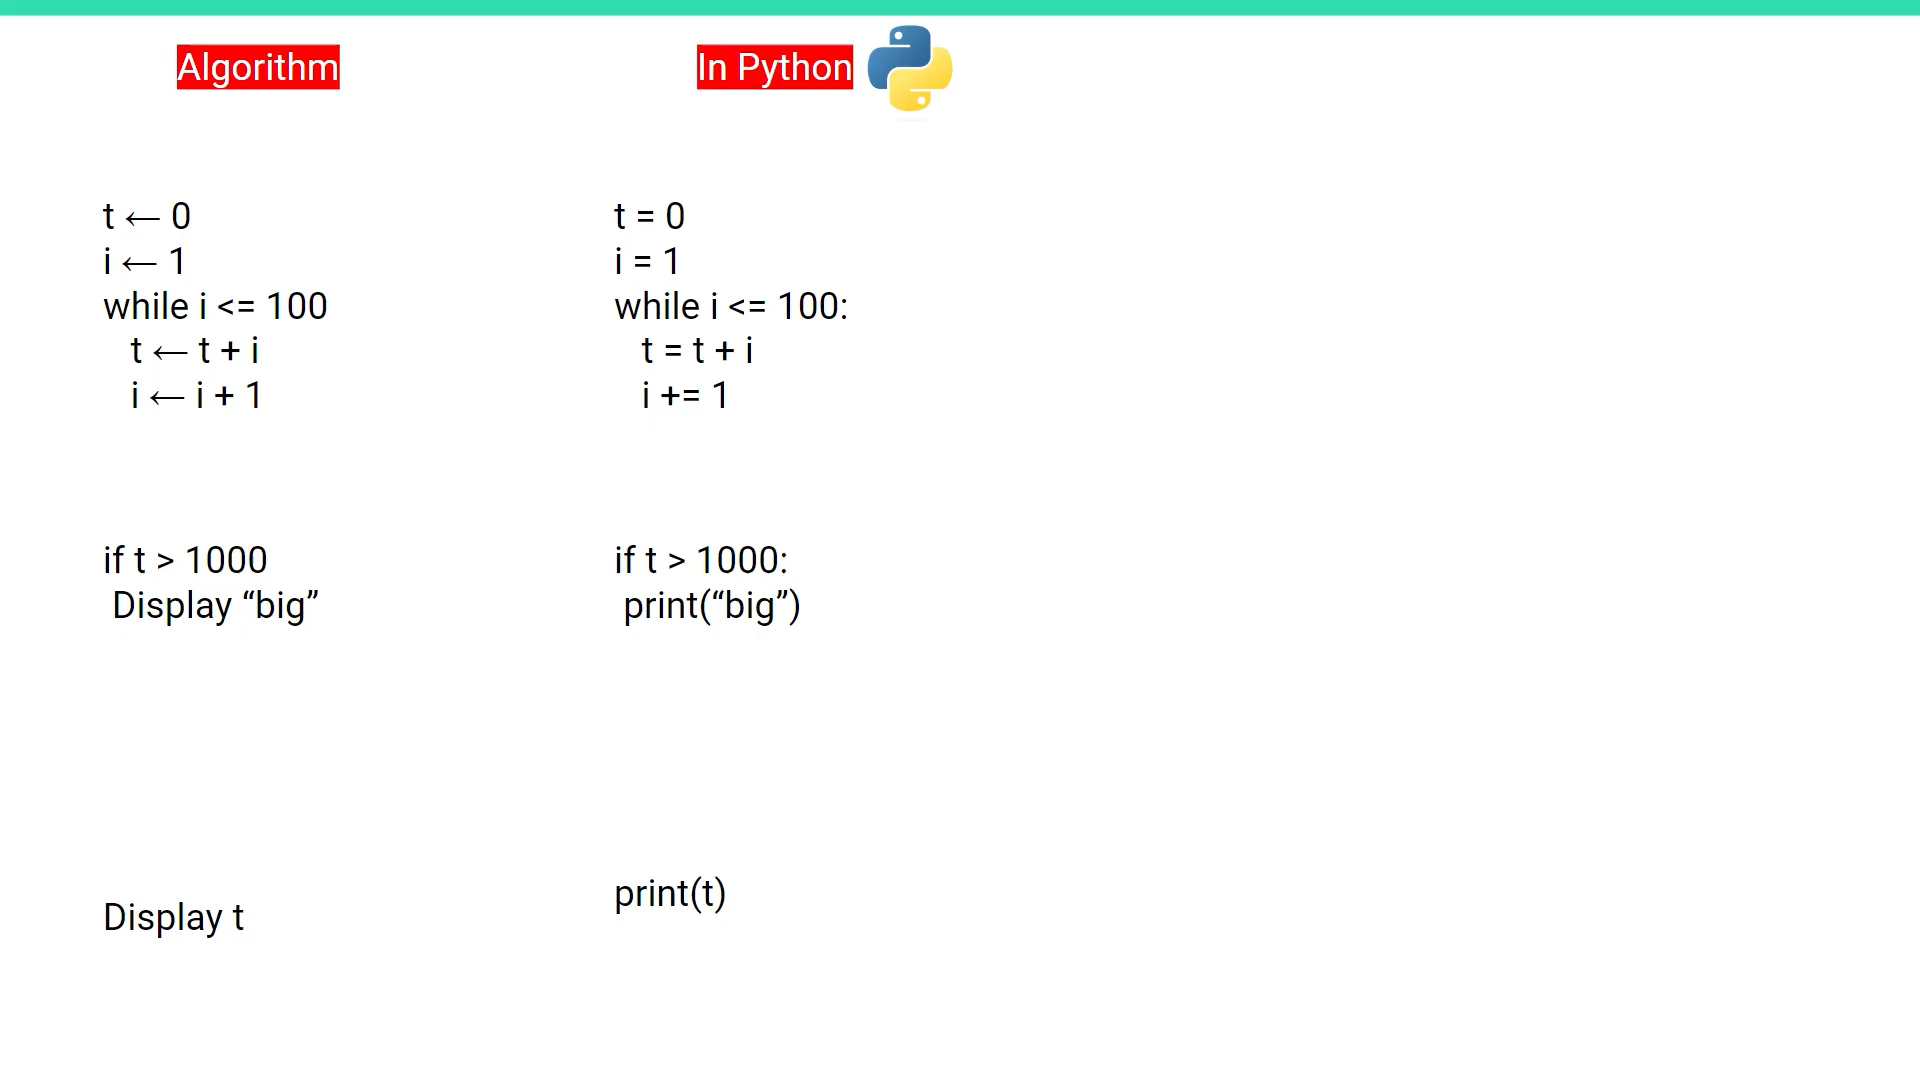 Algorithm
t ← 0
i ← 1
while i <= 100
   t ← t + i
   i ← i + 1
if t > 1000
 Display “big”
Display t
In Python
t = 0
i = 1
while i <= 100:
   t = t + i
   i += 1
if t > 1000:
 print(“big”)
print(t)